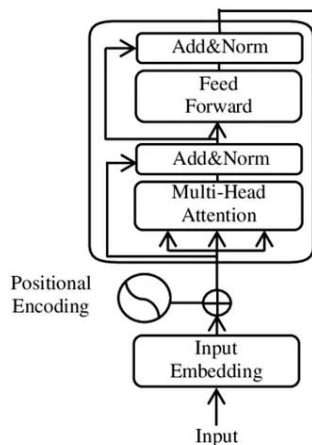 Add&Norm
Feed
Forward
Add&Norm
Multi-Head
Attention
Positional
Encoding
Input
Embedding
Input